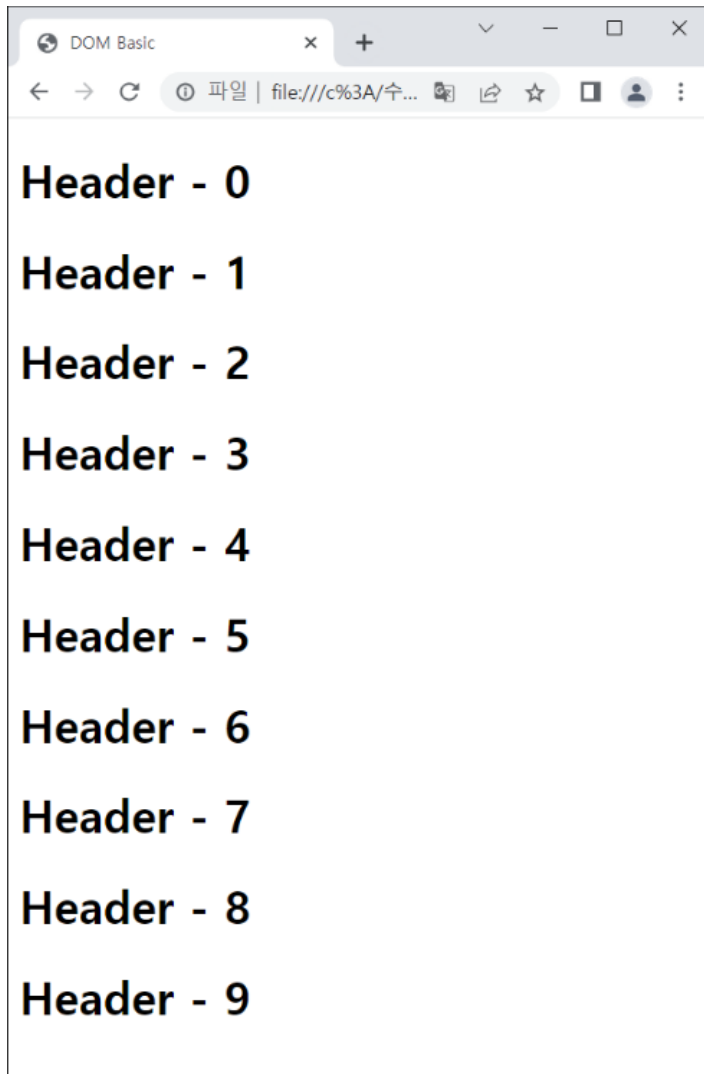 DOM Basic
파일 | file:///c%3A/수...
Header - 0
Header - 1
Header - 2
Header - 3
Header - 4
Header - 5
Header - 6
Header - 7
Header - 8
Header - 9